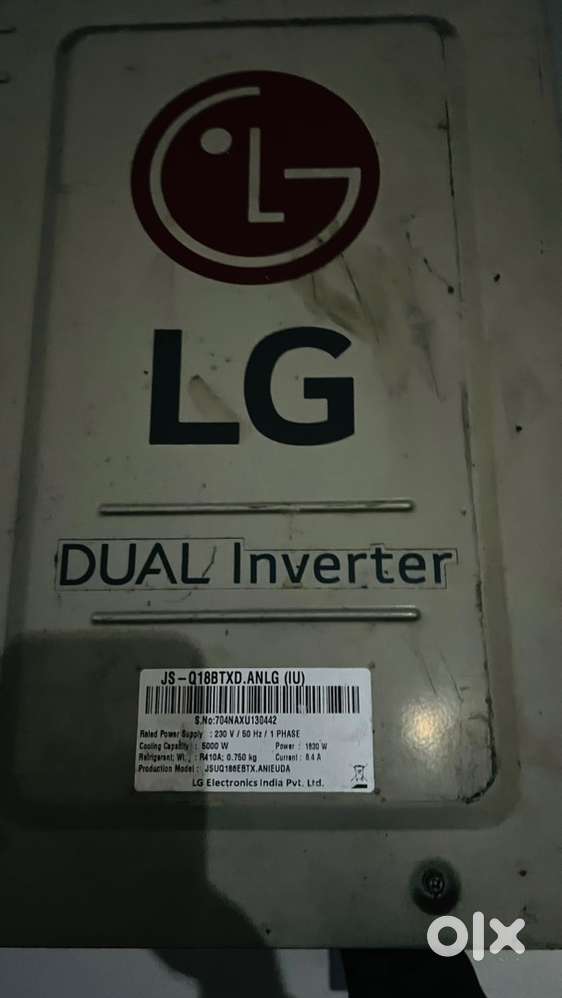 LG
LG
DUAL Inverter
JS-Q18BTXD.ANLG (IU)
S.No:704NAXU130442
Rated Power Supply : 230 V / 50 Hz / 1 PHASE
Cooling Capacity : 5000 W Power : 1830 W
Refrigerant; Wt. : R410A; 0.750 kg Current : 8.4 A
Production Model : JSUQ186EBTX.ANIEUDA
LG Electronics India Pvt. Ltd.
olx